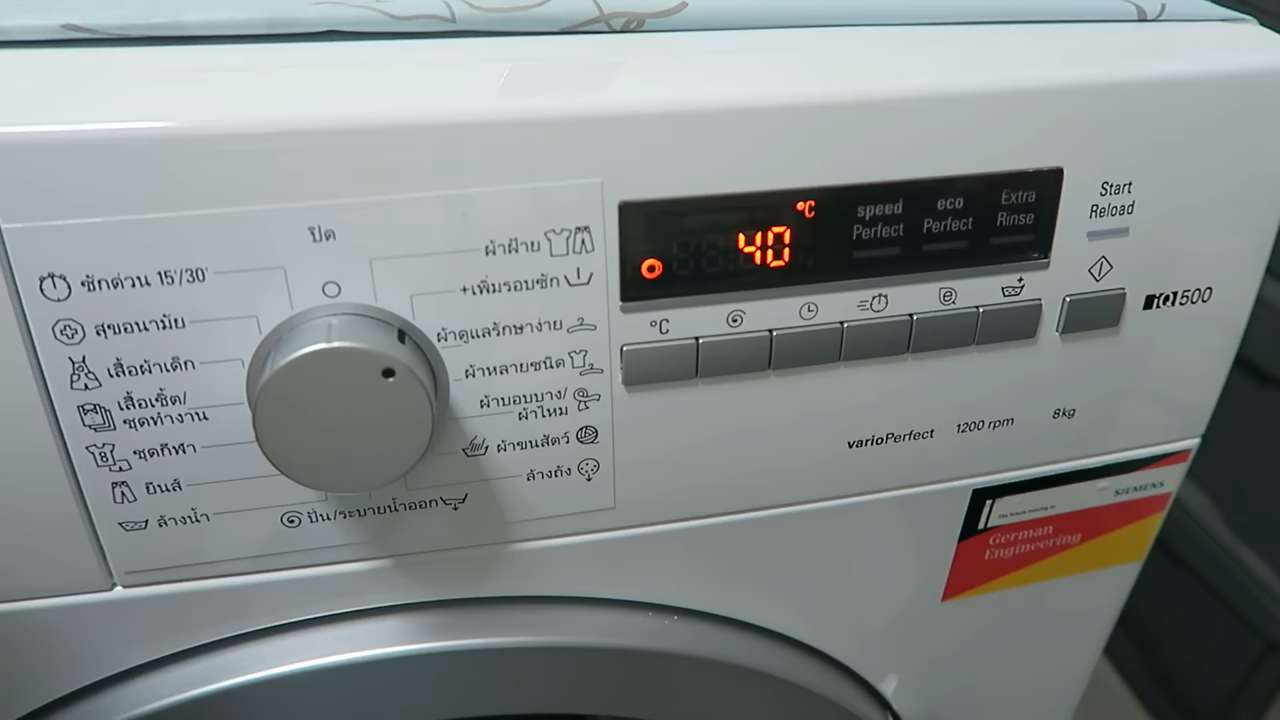 ปิด
ซักด่วน 15'/30'
สุขอนามัย
เสื้อผ้าเด็ก
เสื้อเชิ้ต/
ชุดทำงาน
8
ชุดกีฬา
ยีนส์
ล้างน้ำ
ผ้าฝ้าย
+เพิ่มรอบซัก
ผ้าดูแลรักษาง่าย
ผ้าหลายชนิด
ผ้าบอบบาง/
ผ้าไหม
ผ้าขนสัตว์
ล้างถัง
ปั่น/ระบายน้ำออก
°C
40
speed
Perfect
eco
Perfect
Extra
Rinse
Start
Reload
°C
iQ500
varioPerfect 1200 rpm 8kg
SIEMENS
The future moving in.
German
Engineering